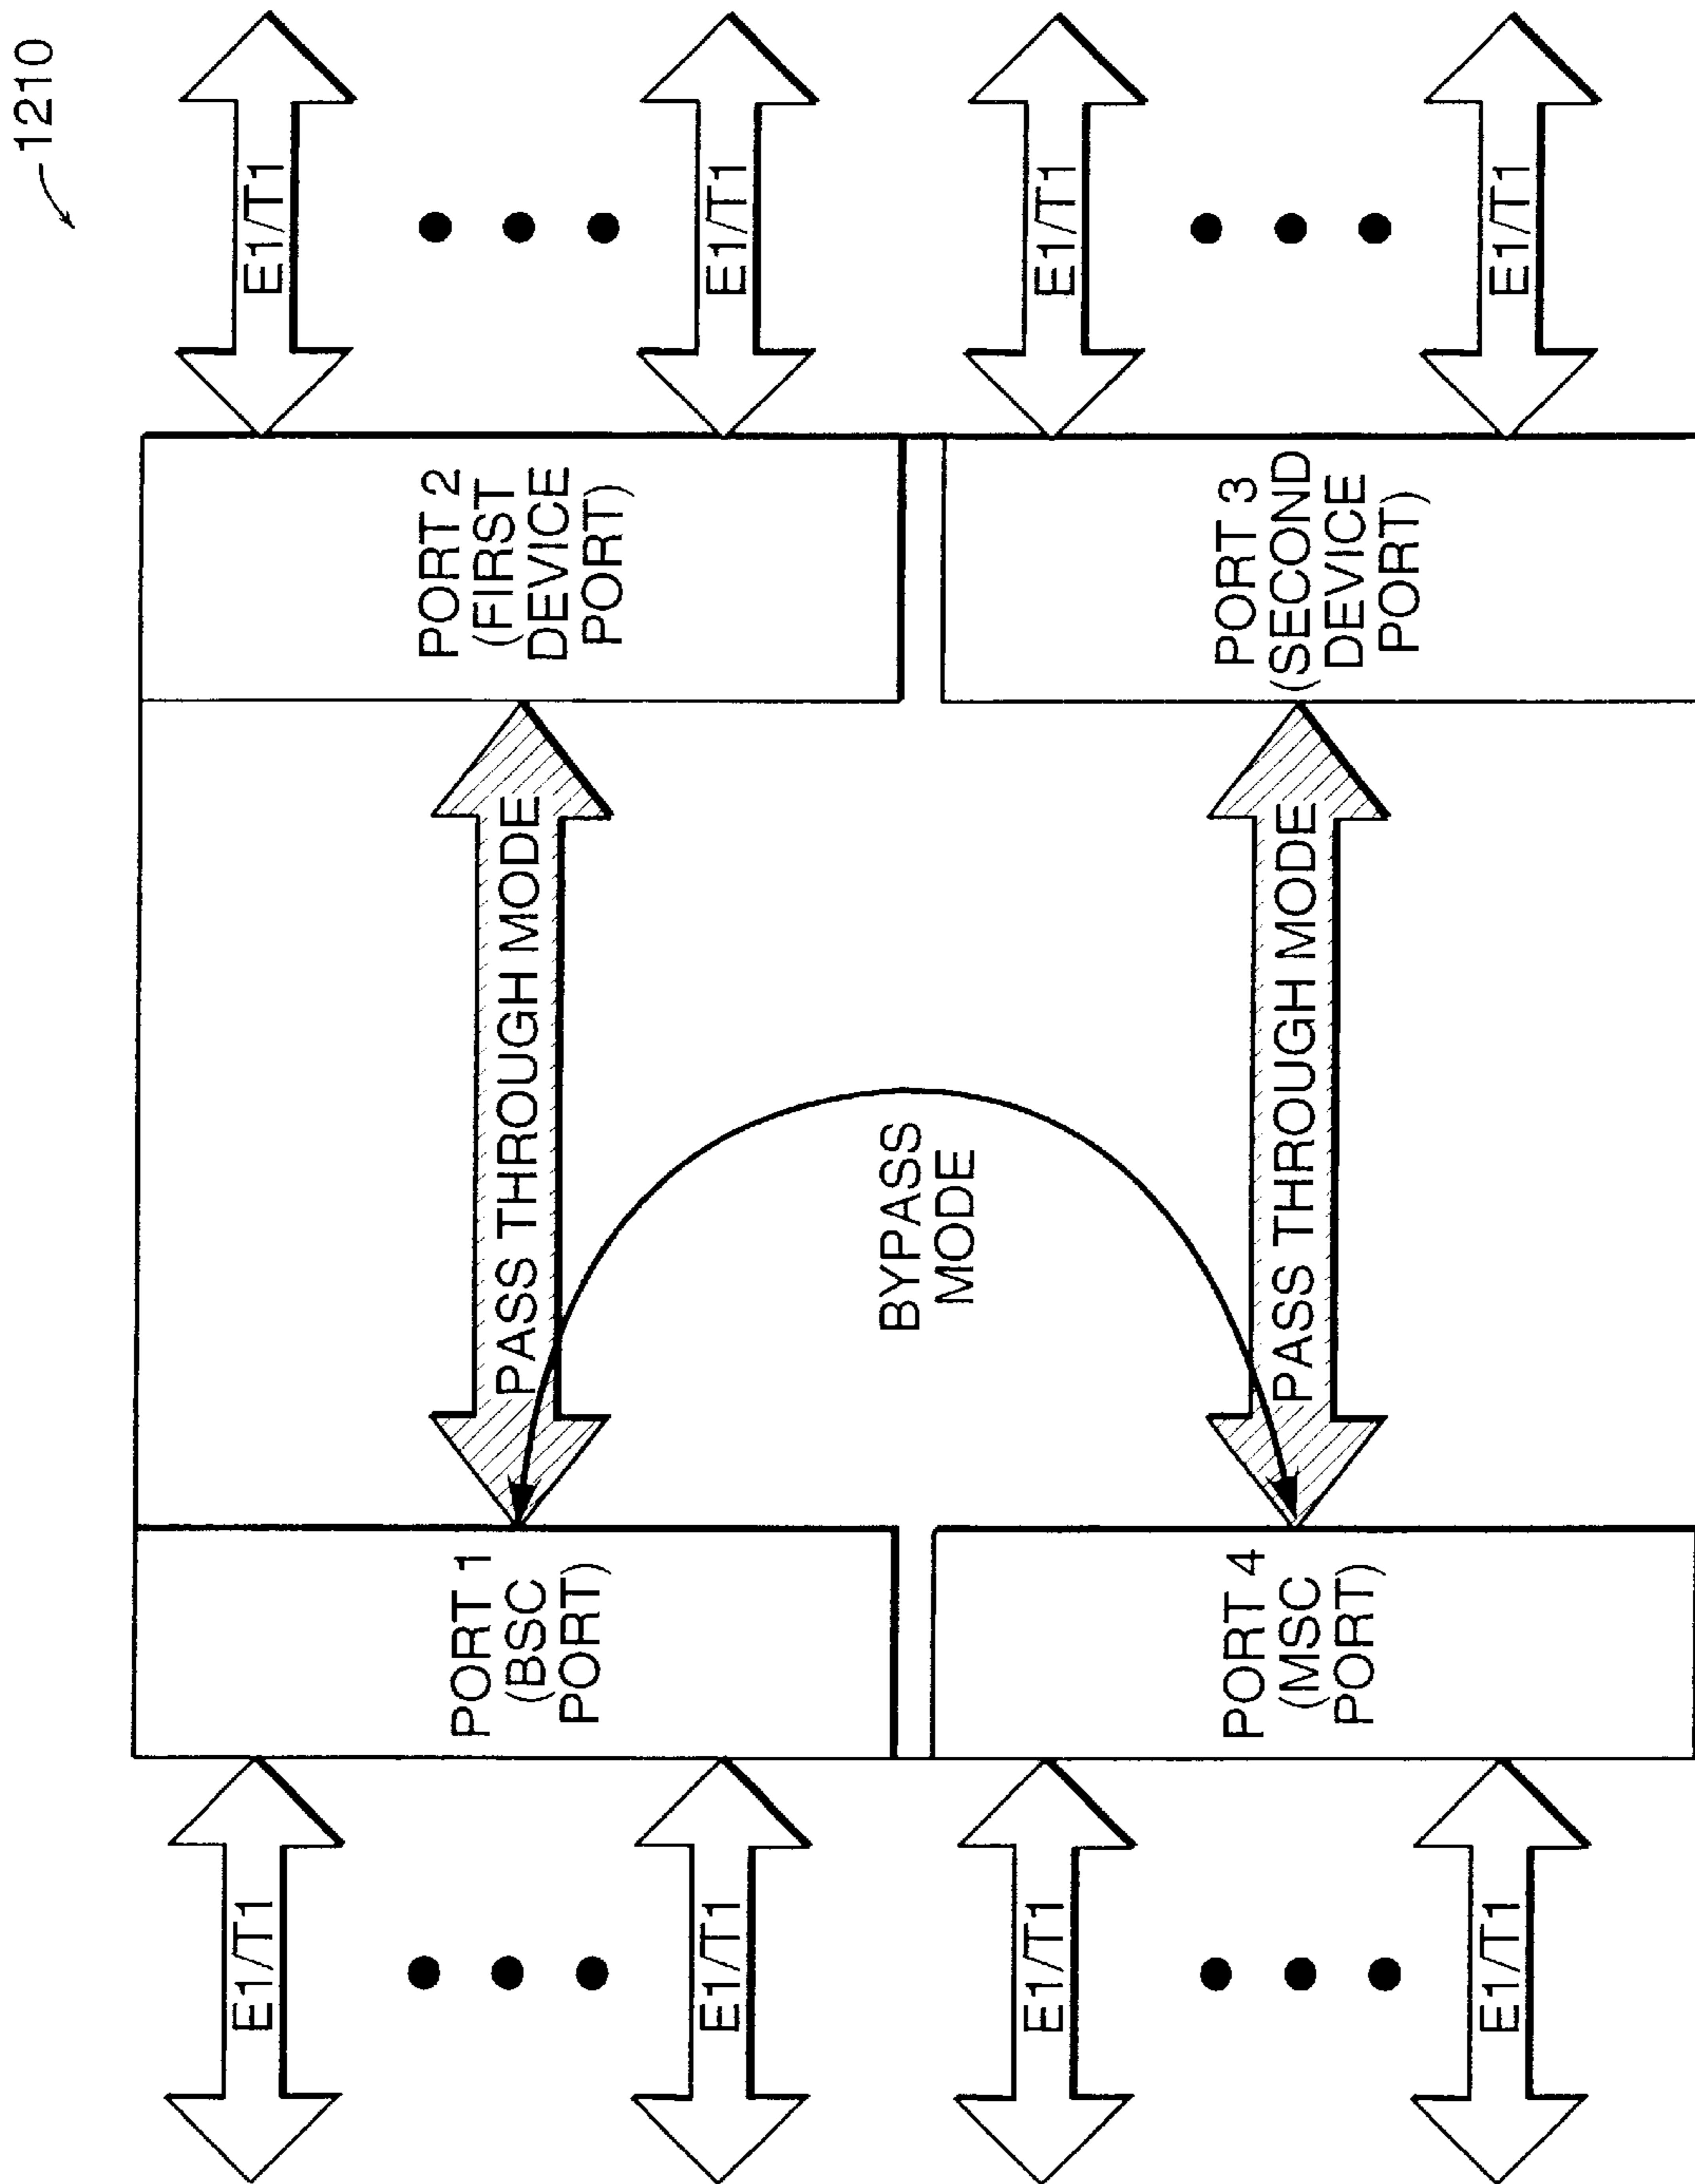 1210
E1/T1
E1/T1
PORT 1
(BSC
PORT)
PASS THROUGH MODE
PORT 2
(FIRST
DEVICE
PORT)
E1/T1
E1/T1
BYPASS
MODE
E1/T1
E1/T1
PORT 4
(MSC
PORT)
PASS THROUGH MODE
PORT 3
(SECOND
DEVICE
PORT)
E1/T1
E1/T1